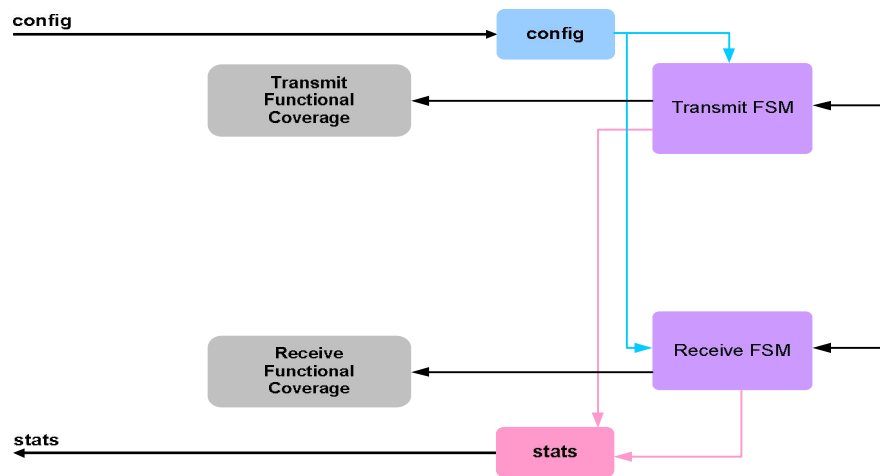 config
config
Transmit
Functional
Coverage
Transmit FSM
Receive
Functional
Coverage
Receive FSM
stats
stats